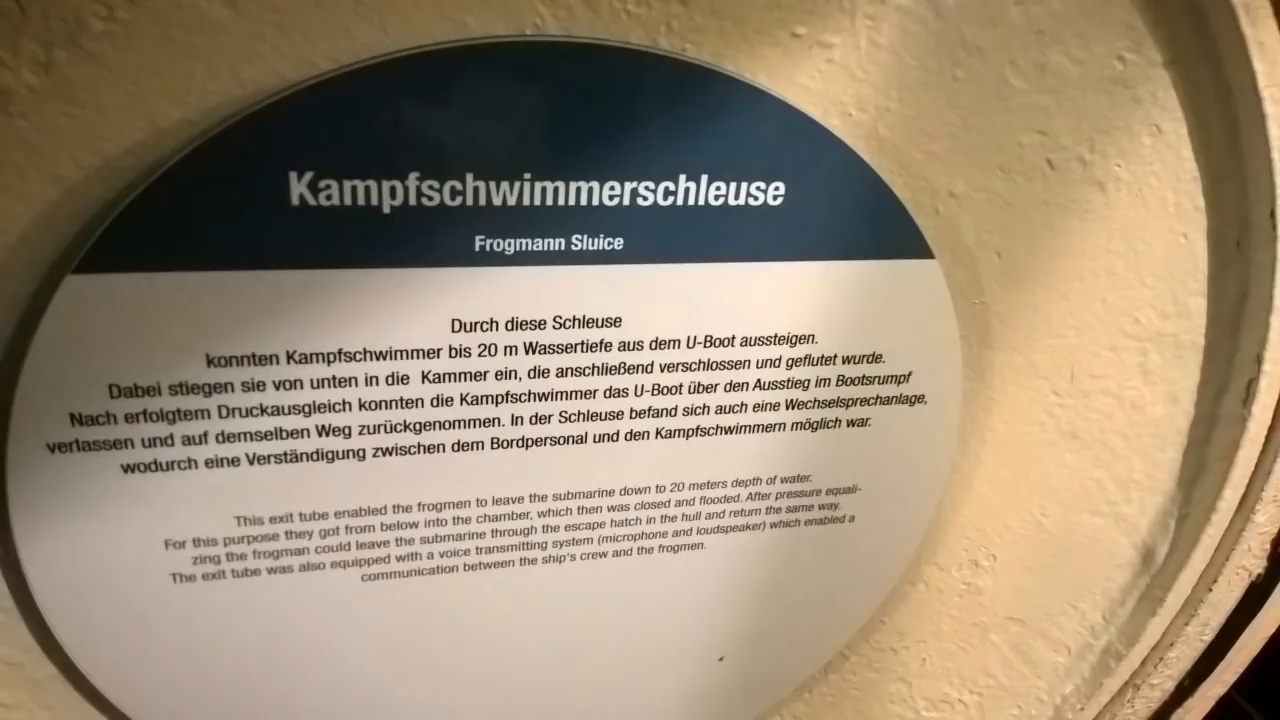 Kampfschwimmerschleuse
Frogmann Sluice
Durch diese Schleuse
konnten Kampfschwimmer bis 20 m Wassertiefe aus dem U-Boot aussteigen.
Dabei stiegen sie von unten in die Kammer ein, die anschließend verschlossen und geflutet wurde.
Nach erfolgtem Druckausgleich konnten die Kampfschwimmer das U-Boot über den Ausstieg im Bootsrumpf
verlassen und auf demselben Weg zurückgenommen. In der Schleuse befand sich auch eine Wechselsprechanlage,
wodurch eine Verständigung zwischen dem Bordpersonal und den Kampfschwimmern möglich war.
This exit tube enabled the frogmen to leave the submarine down to 20 meters depth of water.
For this purpose they got from below into the chamber, which then was closed and flooded. After pressure equali-
zing the frogman could leave the submarine through the escape hatch in the hull and return the same way.
The exit tube was also equipped with a voice transmitting system (microphone and loudspeaker) which enabled a
communication between the ship's crew and the frogmen.